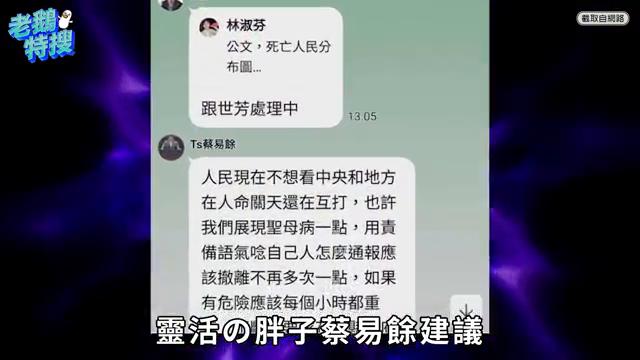 老鵝
特搜
截取自網路
林淑芬
公文，死亡人民分
布圖...
跟世芳處理中
13:05
Ts蔡易餘
人民現在不想看中央和地方
在人命關天還在互打，也許
我們展現聖母病一點，用責
備語氣唸自己人怎麼通報應
該撤離不再多次一點，如果
有危險應該每個小時都重
靈活の胖子蔡易餘建議